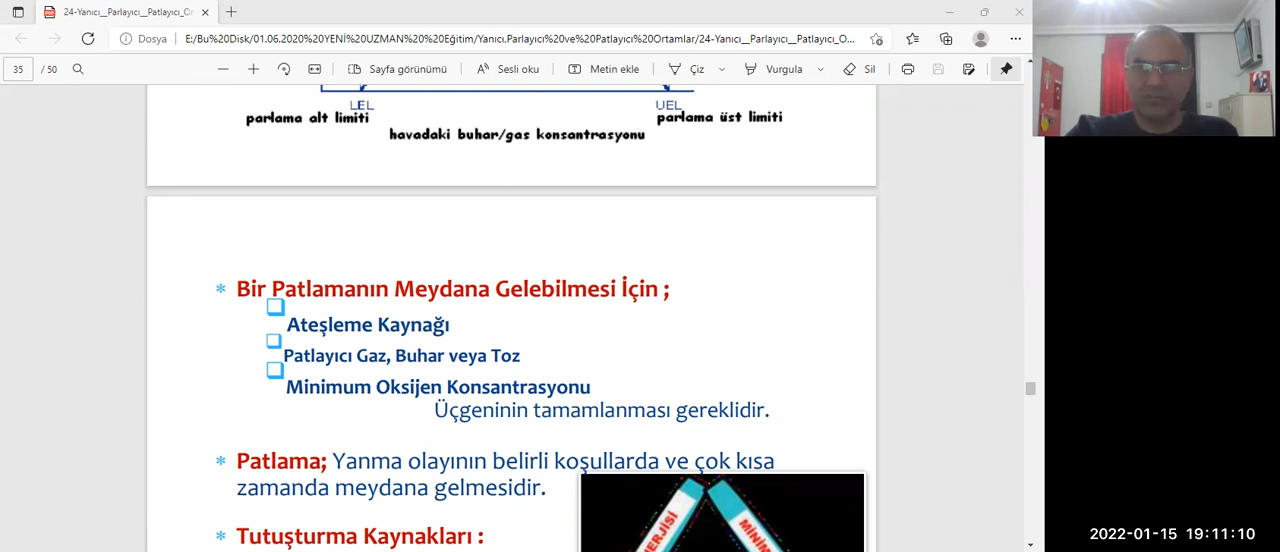 24-Yanıcı__Parlayıcı__Patlayıcı_Or
Dosya
E:/Bu%20Disk/01.06.2020%20YENİ%20UZMAN%20%20Eğitim/Yanıcı,Parlayıcı%20ve%20Patlayıcı%20Ortamlar/24-Yanıcı__Parlayıcı__Patlayıcı_O...
35 / 50
Sayfa görünümü
Sesli oku
Metin ekle
Çiz
Vurgula
Sil
LEL
UEL
parlama alt limiti
parlama üst limiti
havadaki buhar/gas konsantrasyonu
Bir Patlamanın Meydana Gelebilmesi İçin ;
Ateşleme Kaynağı
Patlayıcı Gaz, Buhar veya Toz
Minimum Oksijen Konsantrasyonu
Üçgeninin tamamlanması gereklidir.
Patlama; Yanma olayının belirli koşullarda ve çok kısa
zamanda meydana gelmesidir.
Tutuşturma Kaynakları :
2022-01-15 19:11:10